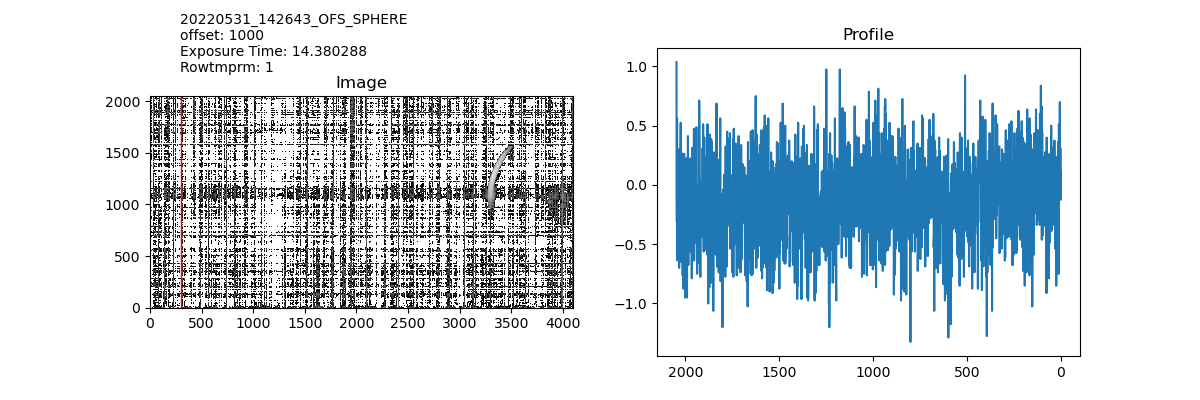 20220531_142643_OFS_SPHERE
offset: 1000
Exposure Time: 14.380288
Rowtmprm: 1
Image
2000
1500
1000
500
0
0 500 1000 1500 2000 2500 3000 3500 4000
Profile
1.0
0.5
0.0
−0.5
−1.0
2000 1500 1000 500 0